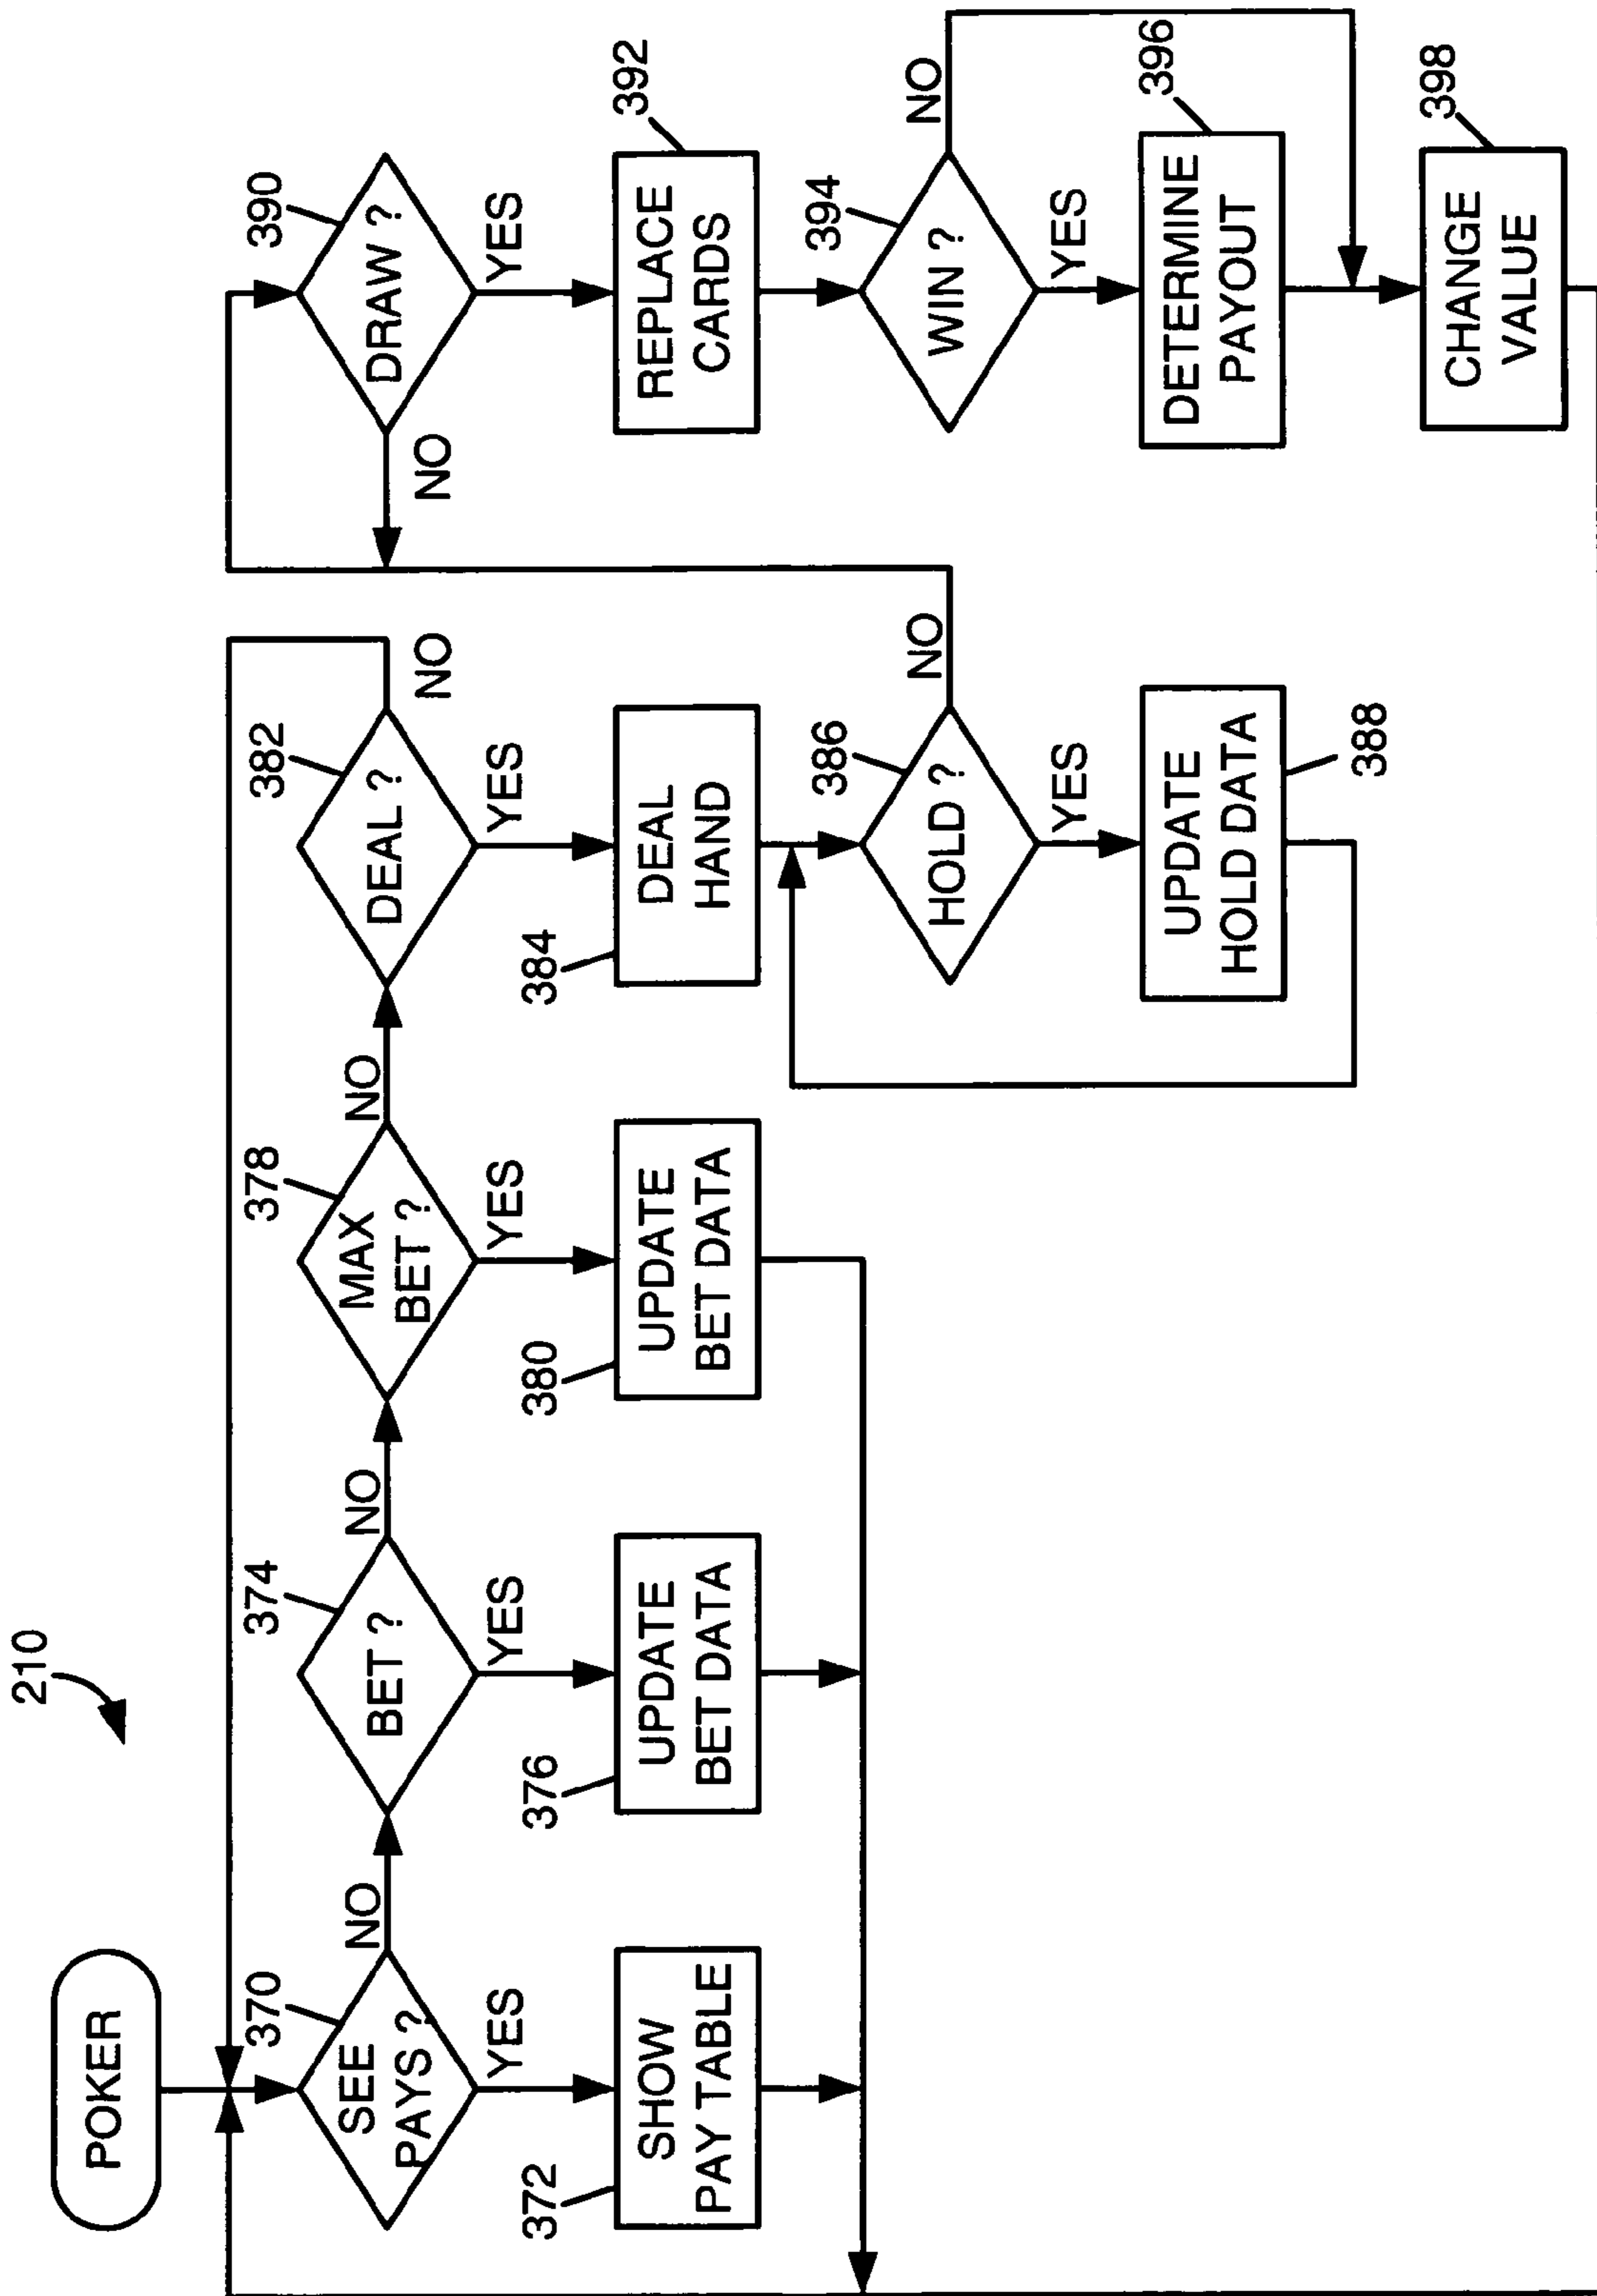 210
POKER
370
SEE
PAYS ?
NO
YES
372
SHOW
PAY TABLE
374
BET ?
NO
YES
376
UPDATE
BET DATA
378
MAX
BET ?
NO
YES
380
UPDATE
BET DATA
382
DEAL ?
NO
YES
384
DEAL
HAND
386
HOLD ?
NO
YES
UPDATE
HOLD DATA
388
390
DRAW ?
NO
YES
392
REPLACE
CARDS
394
WIN ?
NO
YES
396
DETERMINE
PAYOUT
398
CHANGE
VALUE